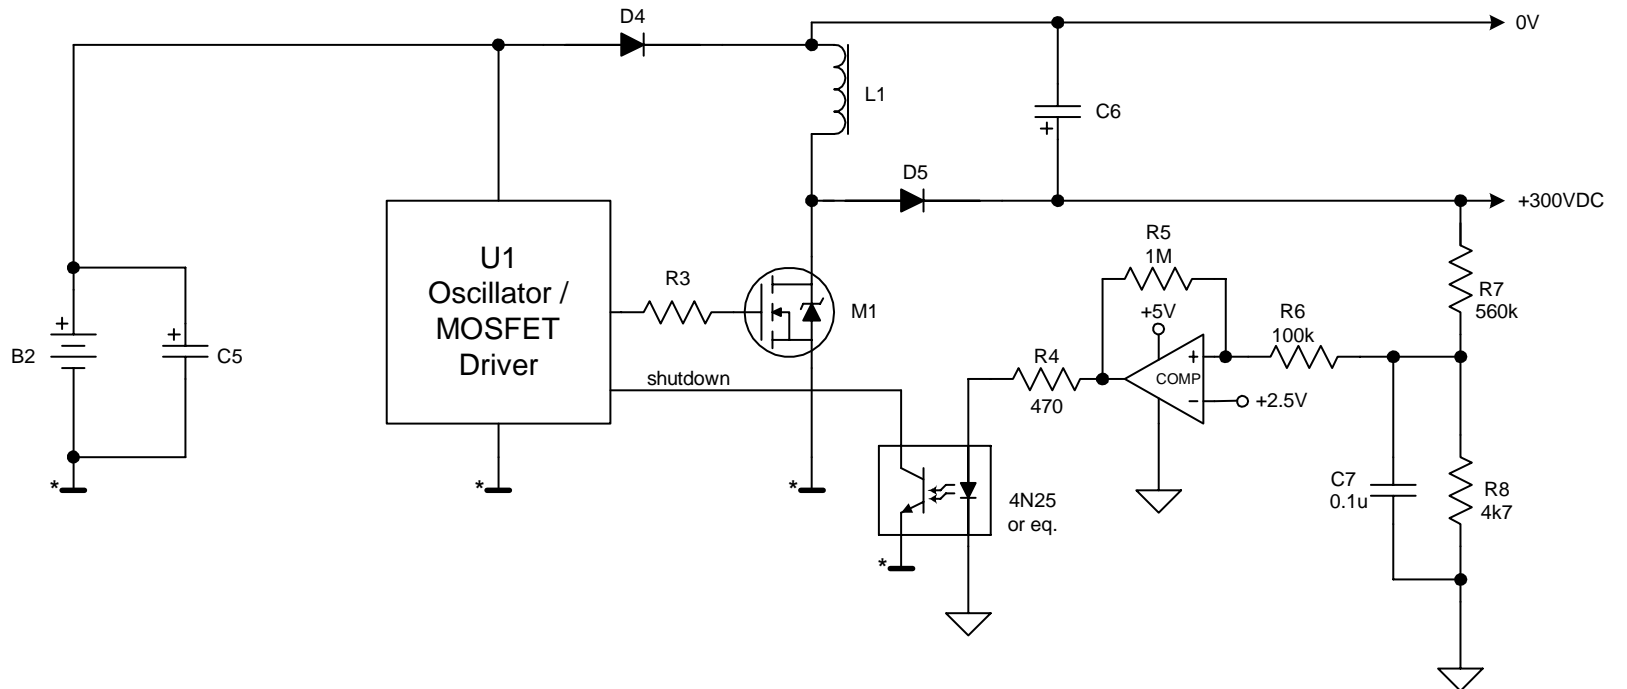 D4
0V
L1
C6
+
D5
+300VDC
U1
Oscillator /
MOSFET
Driver
R3
M1
R5
1M
+5V
R7
560k
R6
100k
+
COMP
−
+2.5V
R4
470
B2
+
+
C5
shutdown
C7
0.1u
R8
4k7
4N25
or eq.
*
*
*
*